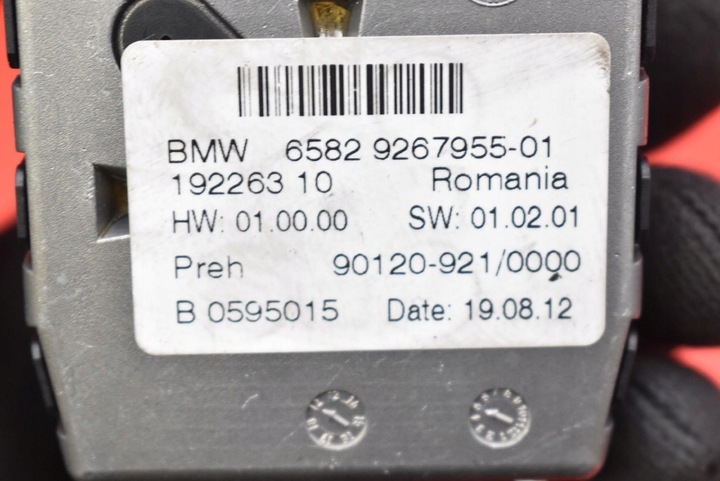 BMW 6582 9267955-01
192263 10 Romania
HW: 01.00.00 SW: 01.02.01
Preh 90120-921/0000
B 0595015 Date: 19.08.12